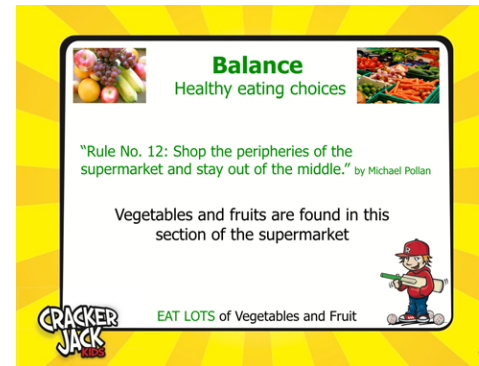 Balance
Healthy eating choices
“Rule No. 12: Shop the peripheries of the
supermarket and stay out of the middle.” by Michael Pollan
Vegetables and fruits are found in this
section of the supermarket
EAT LOTS of Vegetables and Fruit
CRACKER
JACK
KIDS